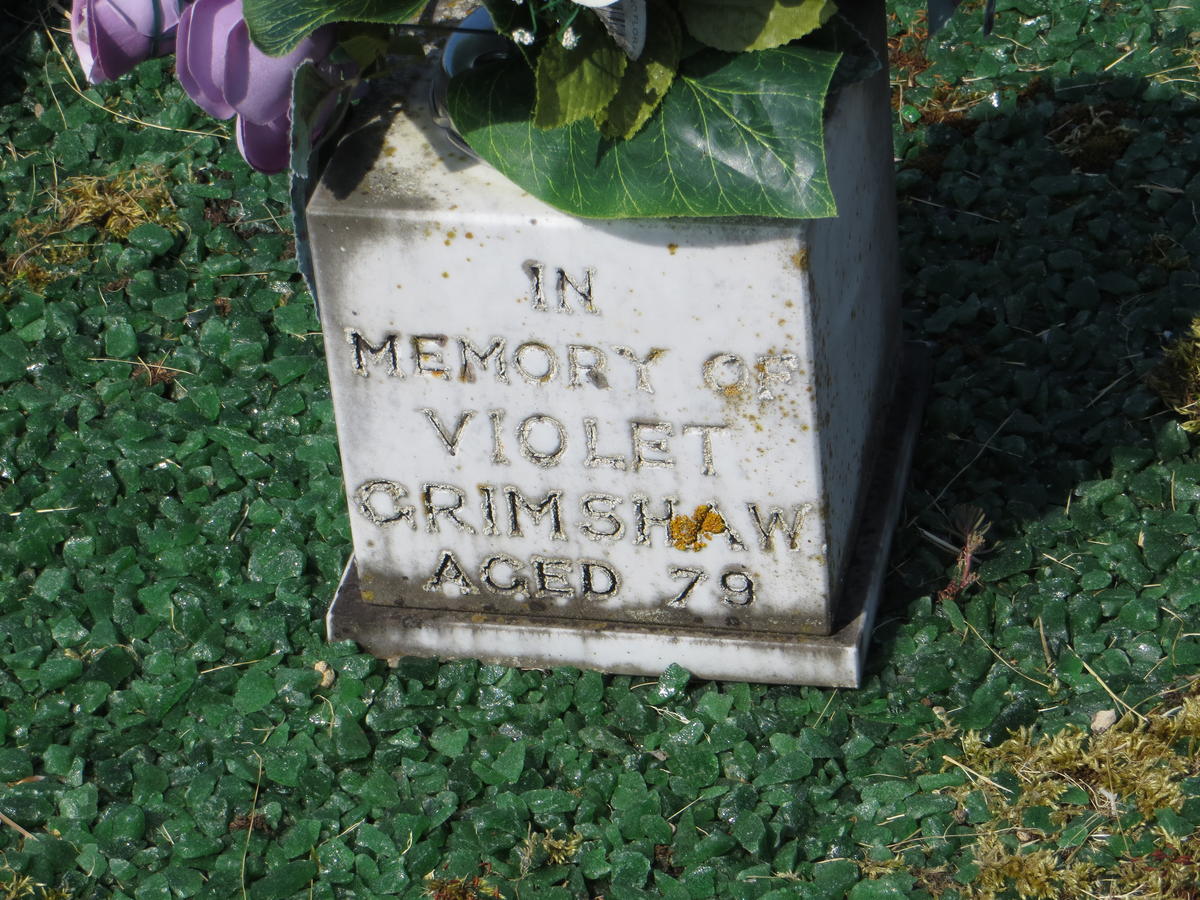 IN
MEMORY OF
VIOLET
GRIMSHAW
AGED 79